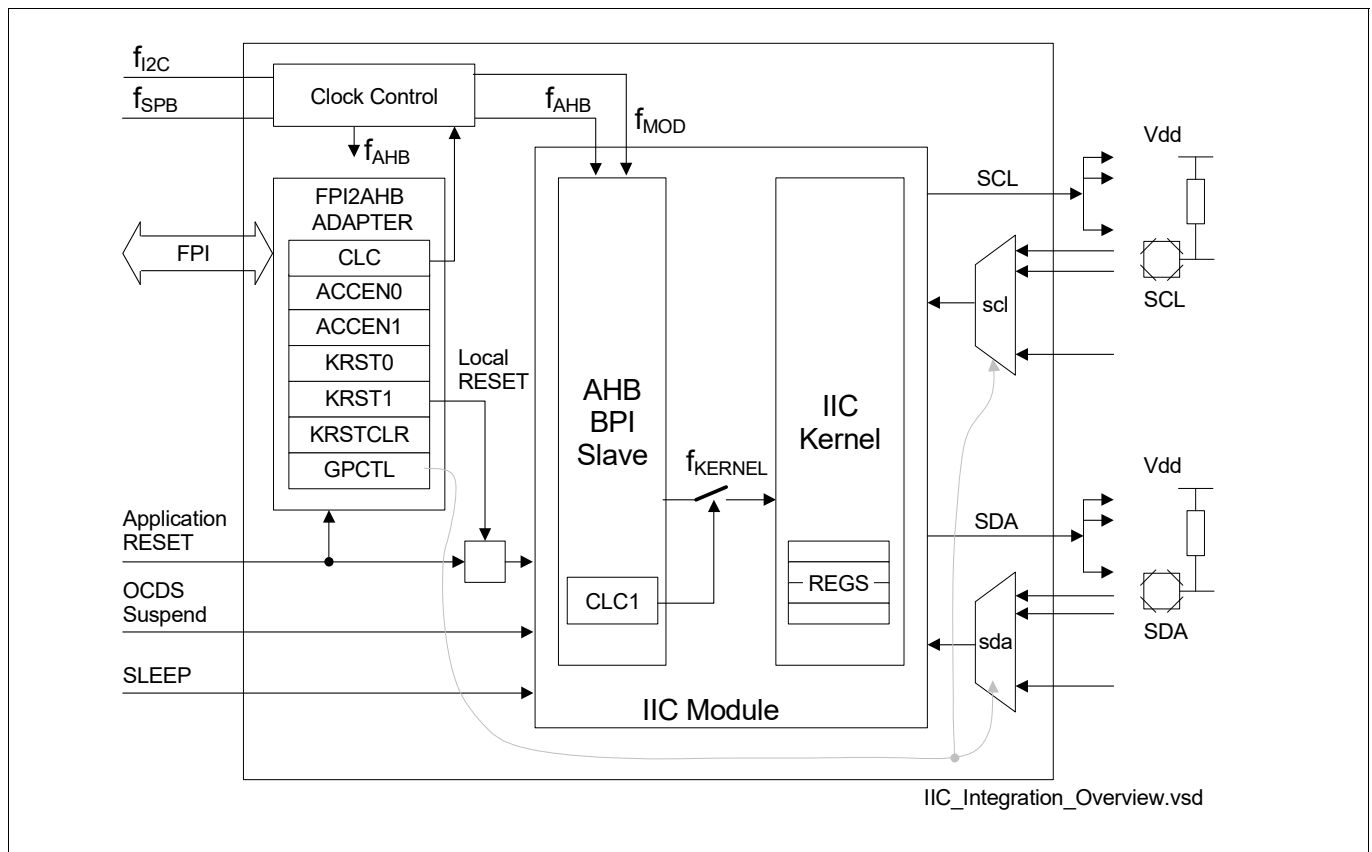 fI2C
fSPB
Clock Control
fAHB
fMOD
fAHB
FPI2AHB
ADAPTER
CLC
ACCEN0
ACCEN1
KRST0
KRST1
KRSTCLR
GPCTL
FPI
Local
RESET
Application
RESET
OCDS
Suspend
SLEEP
AHB
BPI
Slave
CLC1
fKERNEL
IIC
Kernel
REGS
IIC Module
SCL
scl
Vdd
SCL
SDA
sda
Vdd
SDA
IIC_Integration_Overview.vsd